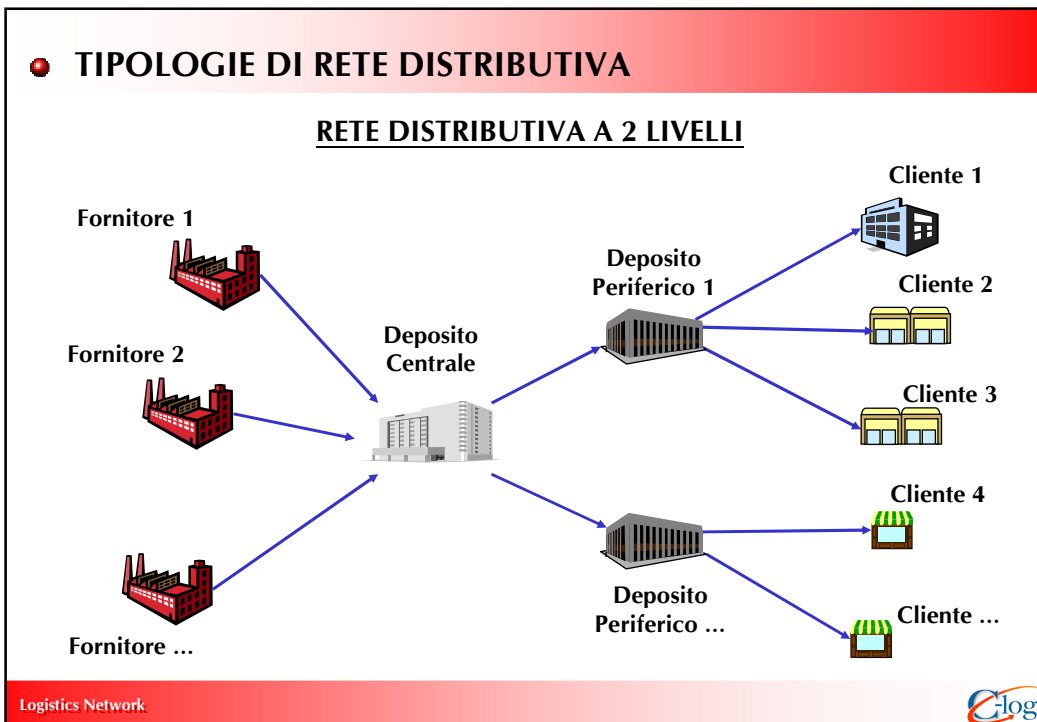 TIPOLOGIE DI RETE DISTRIBUTIVA
RETE DISTRIBUTIVA A 2 LIVELLI
Cliente 1
Fornitore 1
Deposito
Periferico 1
Cliente 2
Deposito
Centrale
Fornitore 2
Cliente 3
Cliente 4
Deposito
Periferico ...
Cliente ...
Fornitore ...
Logistics Network
C-log